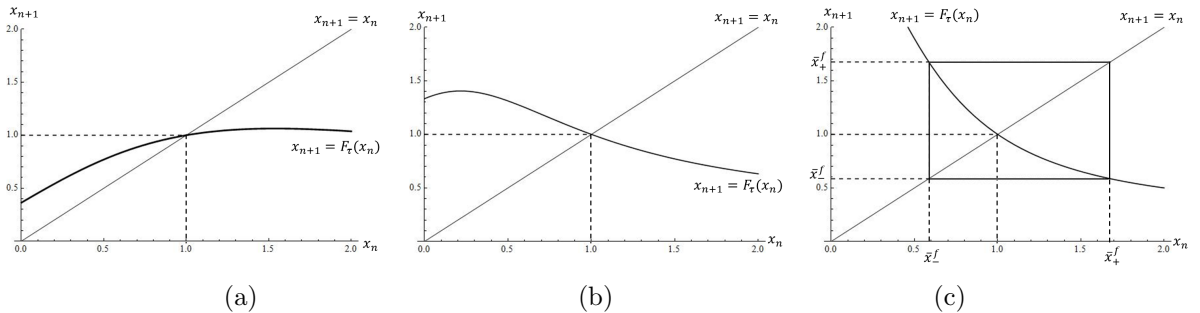 x_{n+1}
x_{n+1} = x_n
2.0
1.5
1.0
x_{n+1} = F_τ(x_n)
0.5
0.0 0.5 1.0 1.5 2.0 x_n
(a)
x_{n+1}
x_{n+1} = x_n
2.0
1.5
1.0
x_{n+1} = F_τ(x_n)
0.5
0.0 0.5 1.0 1.5 2.0 x_n
(b)
x_{n+1} x_{n+1} = F_τ(x_n) x_{n+1} = x_n
2.0
x̄_+^f
1.5
1.0
x̄_-^f
0.5
0.0 0.5 1.0 1.5 2.0 x_n
x̄_-^f x̄_+^f
(c)